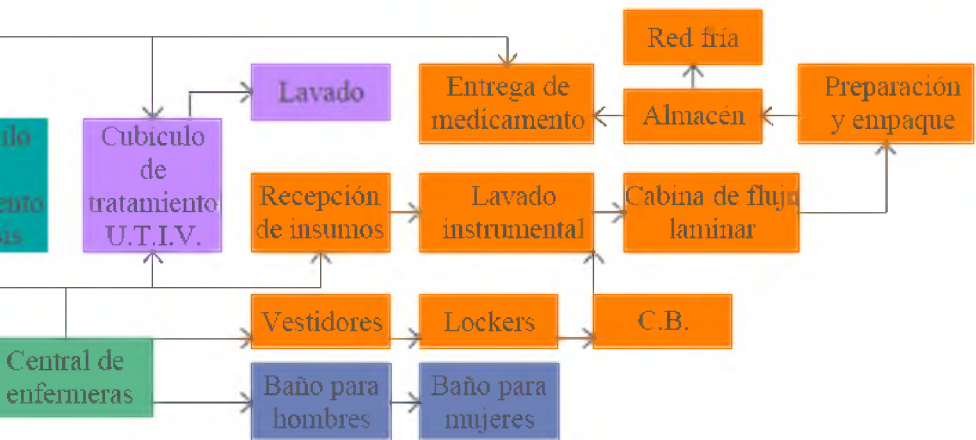 Red fría
Entrega de
medicamento
Almacén
Preparación
y empaque
Lavado
Cubículo
de
tratamiento
U.T.I.V.
Recepción
de insumos
Lavado
instrumental
Cabina de flujo
laminar
Vestidores
Lockers
C.B.
Central de
enfermeras
Baño para
hombres
Baño para
mujeres